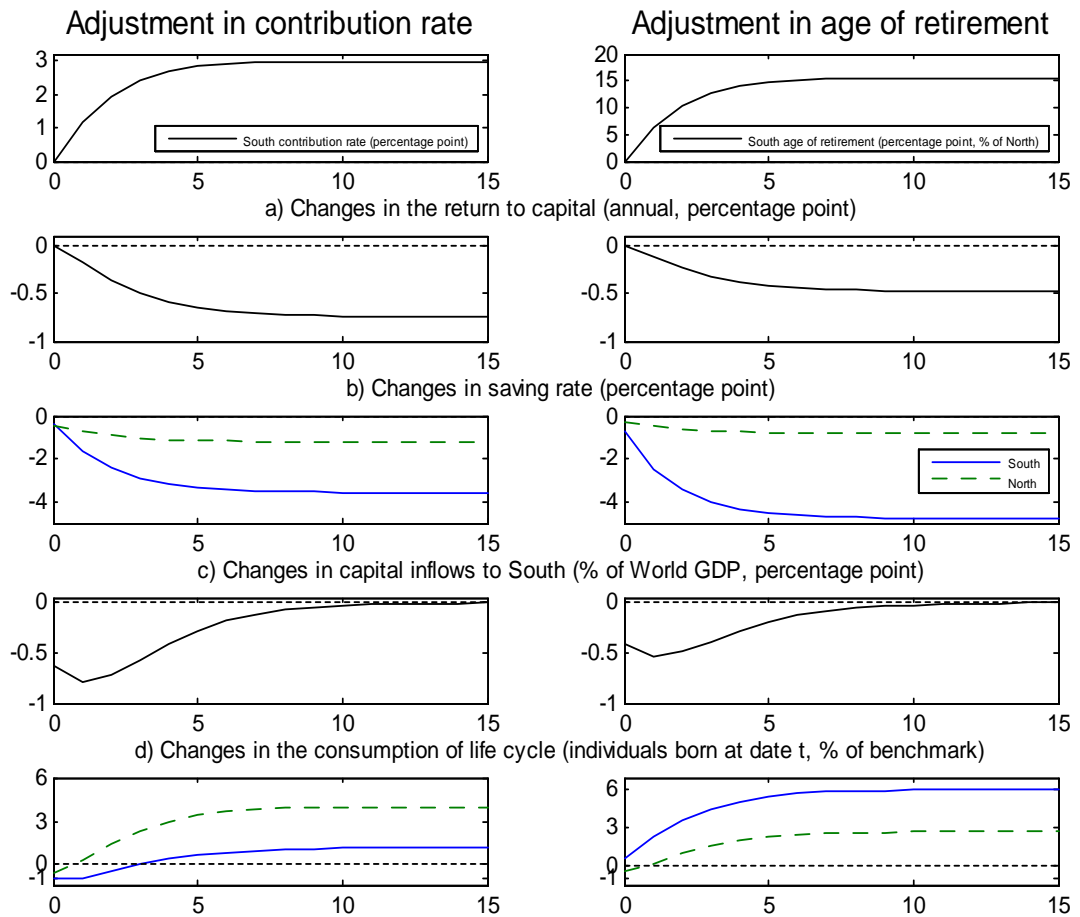 Adjustment in contribution rate
Adjustment in age of retirement
3
2
1
0
South contribution rate (percentage point)
0 5 10 15
20
15
10
5
0
South age of retirement (percentage point, % of North)
0 5 10 15
a) Changes in the return to capital (annual, percentage point)
0
-0.5
-1
0 5 10 15
0
-0.5
-1
0 5 10 15
b) Changes in saving rate (percentage point)
0
-2
-4
0 5 10 15
0
-2
-4
South
North
0 5 10 15
c) Changes in capital inflows to South (% of World GDP, percentage point)
0
-0.5
-1
0 5 10 15
0
-0.5
-1
0 5 10 15
d) Changes in the consumption of life cycle (individuals born at date t, % of benchmark)
6
3
0
-1
0 5 10 15
6
3
0
-1
0 5 10 15